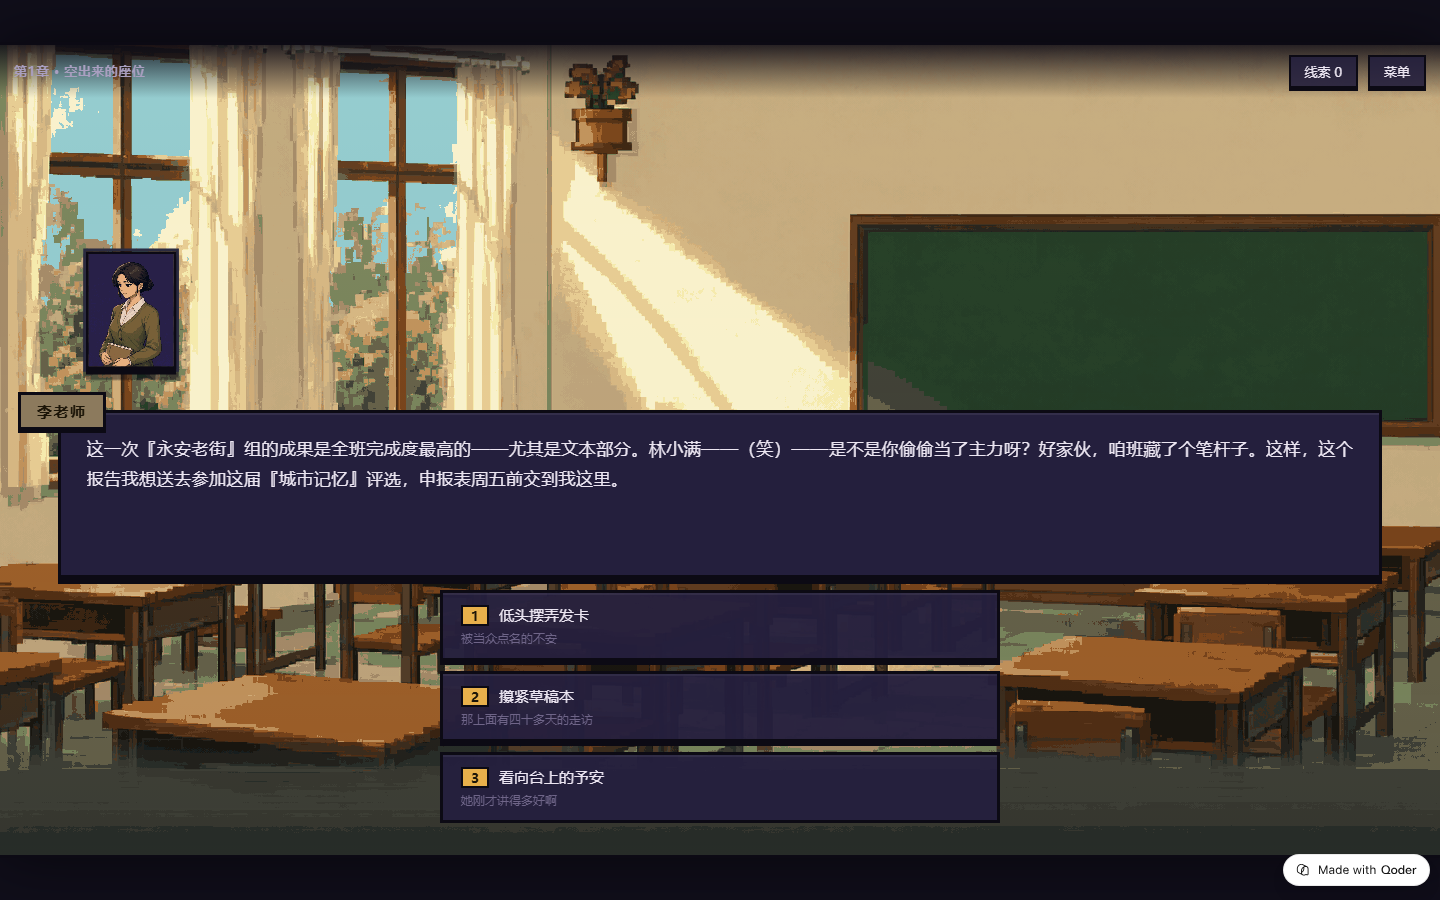 第1章 · 空出来的座位
线索 0
菜单
李老师
这一次『永安老街』组的成果是全班完成度最高的——尤其是文本部分。林小满——（笑）——是不是你偷偷当了主力呀？好家伙，咱班藏了个笔杆子。这样，这个
报告我想送去参加这届『城市记忆』评选，申报表周五前交到我这里。
1 低头摆弄发卡
被当众点名的不安
2 攥紧草稿本
那上面有四十多天的走访
3 看向台上的予安
她刚才讲得多好啊
Made with Qoder